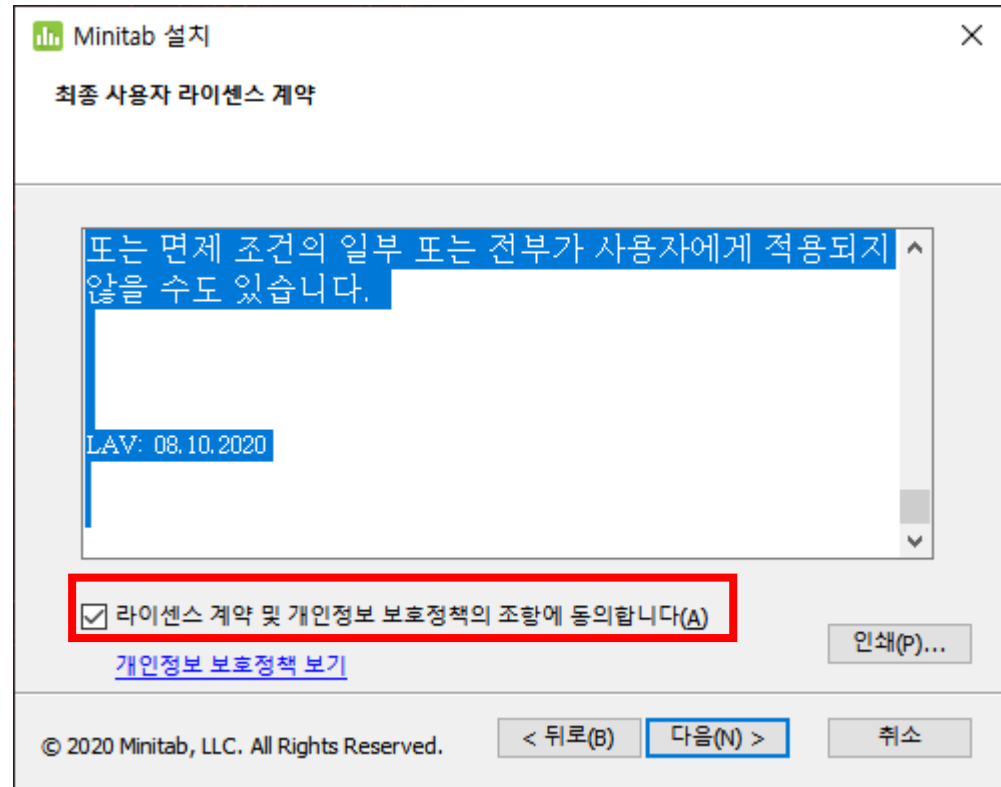 Minitab 설치
최종 사용자 라이센스 계약
또는 면제 조건의 일부 또는 전부가 사용자에게 적용되지
않을 수도 있습니다.
LAV: 08.10.2020
라이센스 계약 및 개인정보 보호정책의 조항에 동의합니다(A)
인쇄(P)...
개인정보 보호정책 보기
© 2020 Minitab, LLC. All Rights Reserved.
< 뒤로(B)
다음(N) >
취소